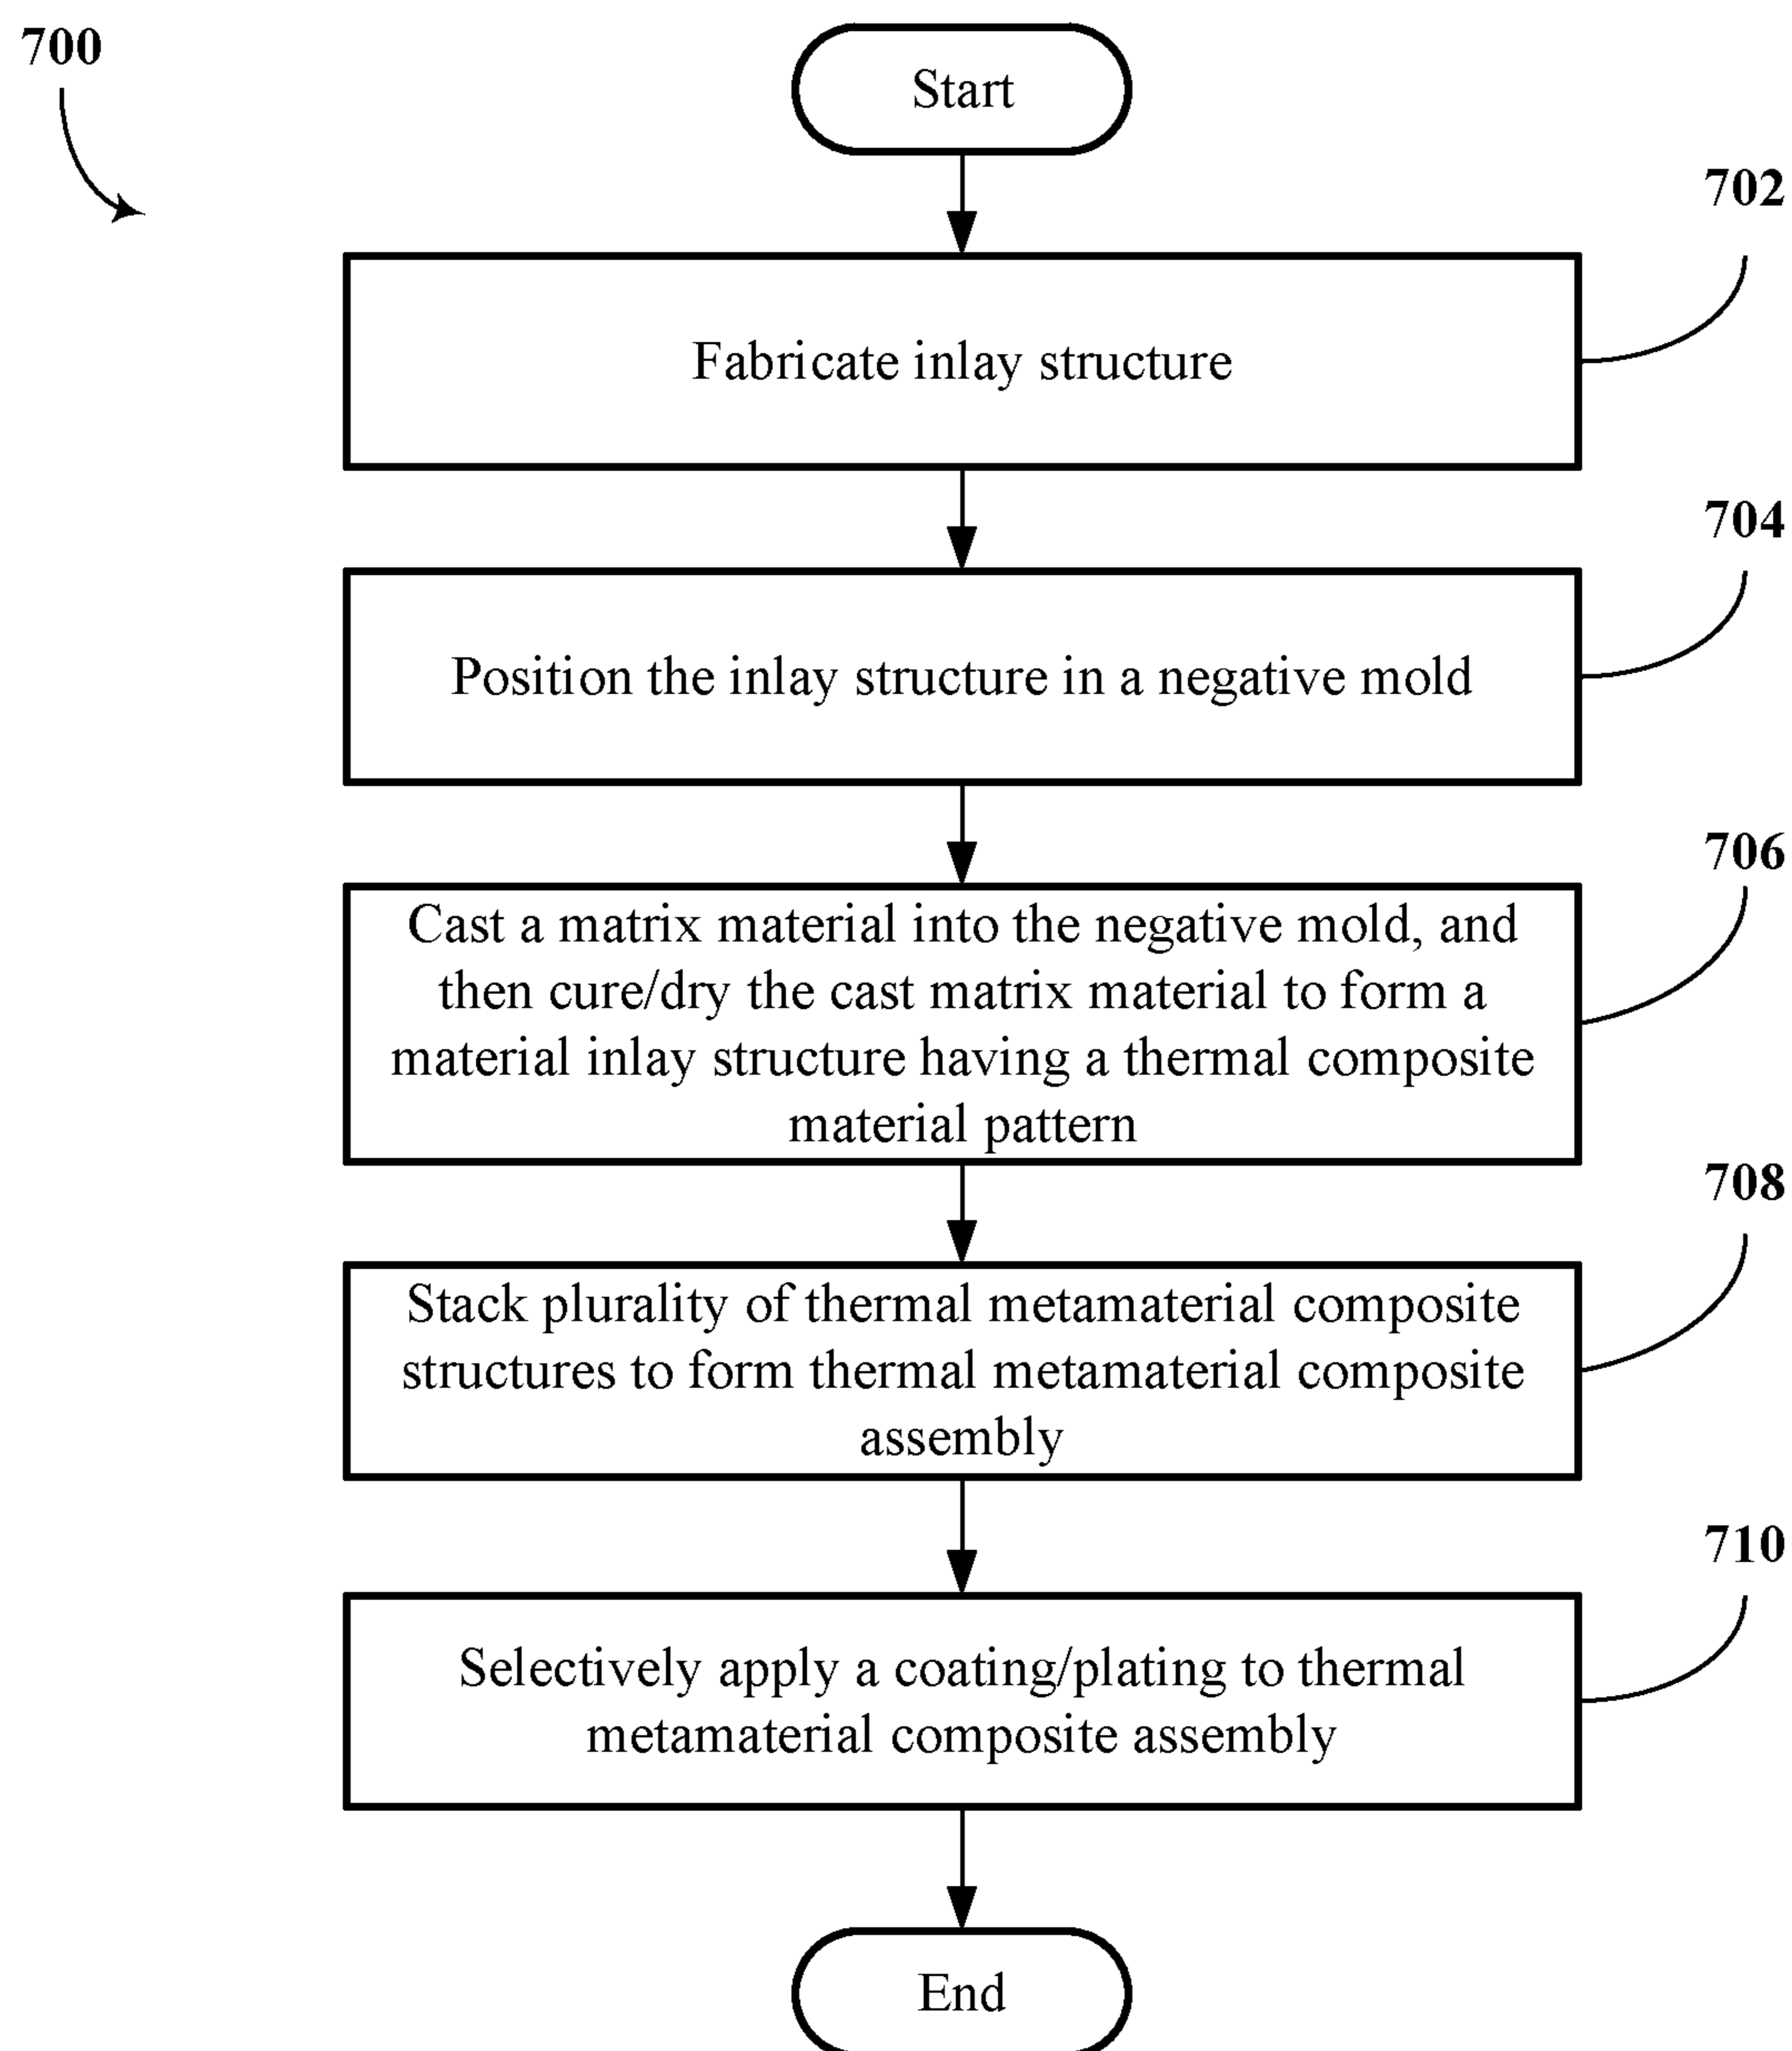 700
Start
702
Fabricate inlay structure
704
Position the inlay structure in a negative mold
706
Cast a matrix material into the negative mold, and
then cure/dry the cast matrix material to form a
material inlay structure having a thermal composite
material pattern
708
Stack plurality of thermal metamaterial composite
structures to form thermal metamaterial composite
assembly
710
Selectively apply a coating/plating to thermal
metamaterial composite assembly
End